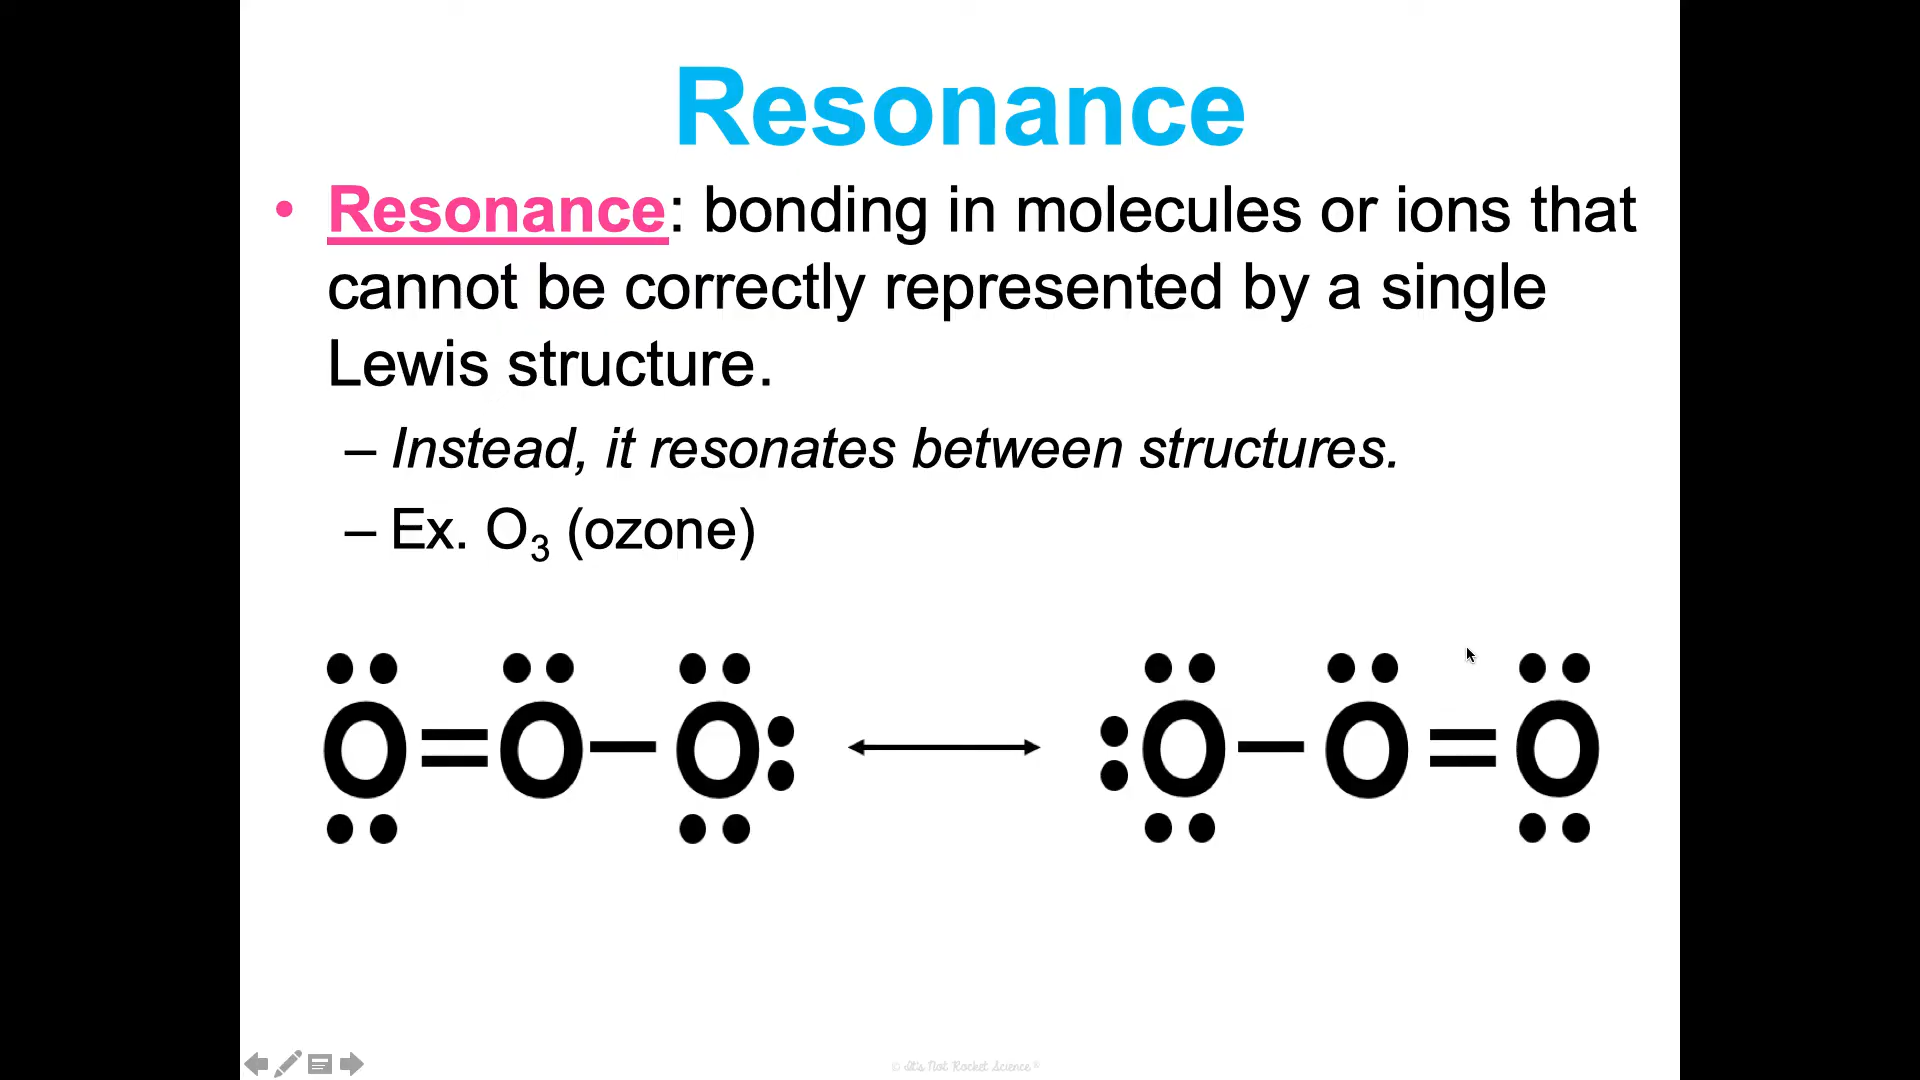 Resonance
• Resonance: bonding in molecules or ions that
cannot be correctly represented by a single
Lewis structure.
– Instead, it resonates between structures.
– Ex. O₃ (ozone)
O=O–O ↔ O–O=O
© It's Not Rocket Science®